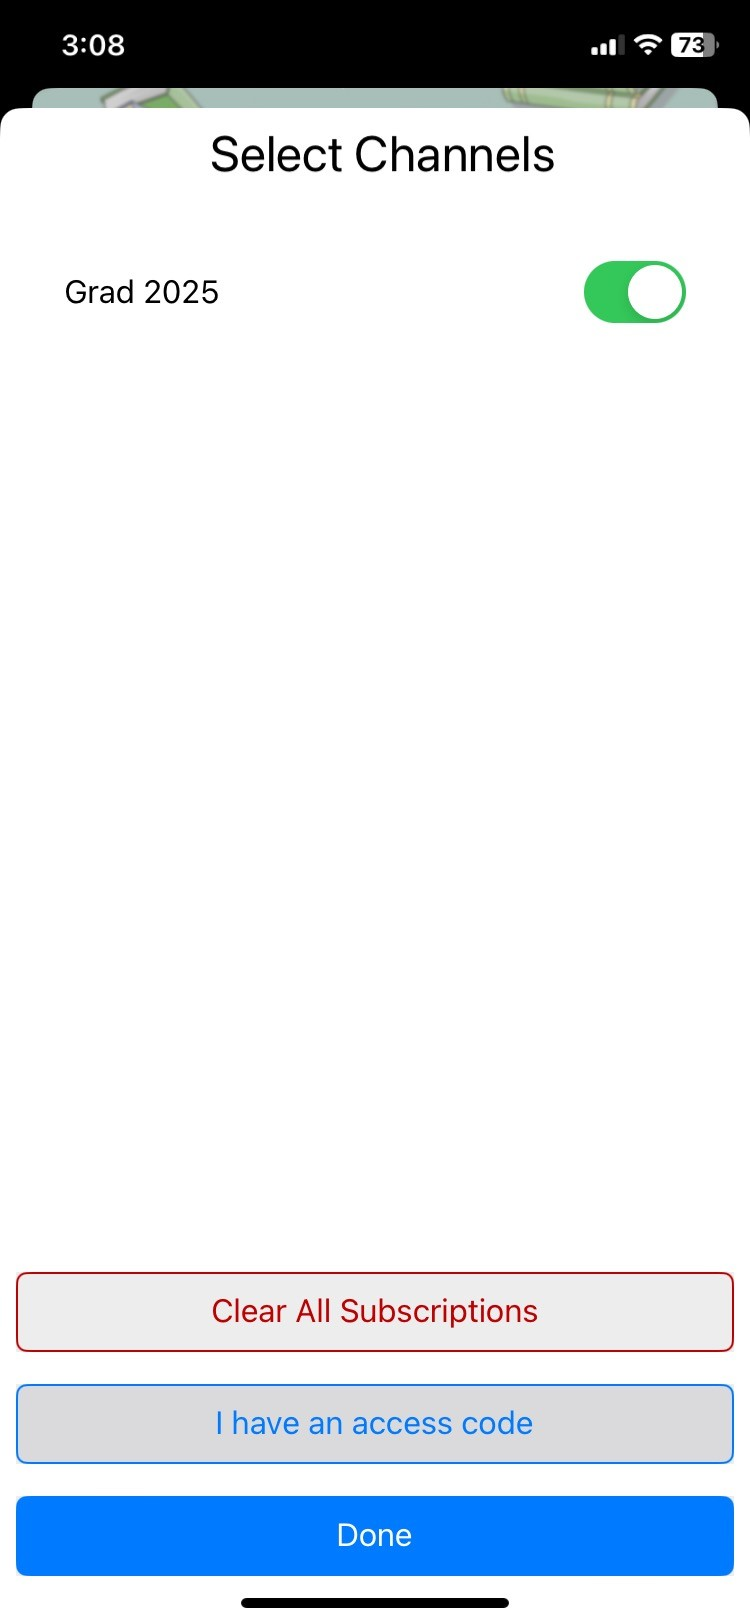 3:08
73
Select Channels
Grad 2025
Clear All Subscriptions
I have an access code
Done